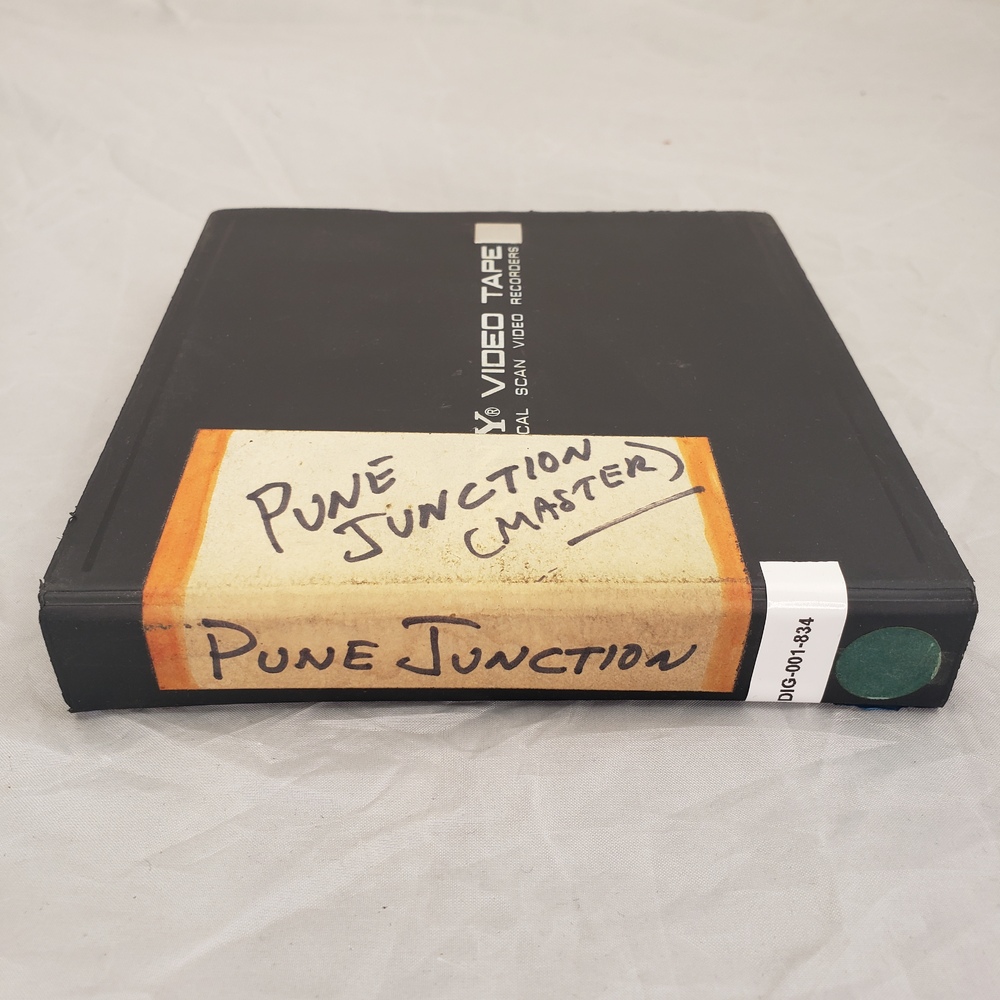 Y® VIDEO TAPE
CAL SCAN VIDEO RECORDERS
PUNE
JUNCTION
(MASTER)
PUNE JUNCTION
DIG-001-834